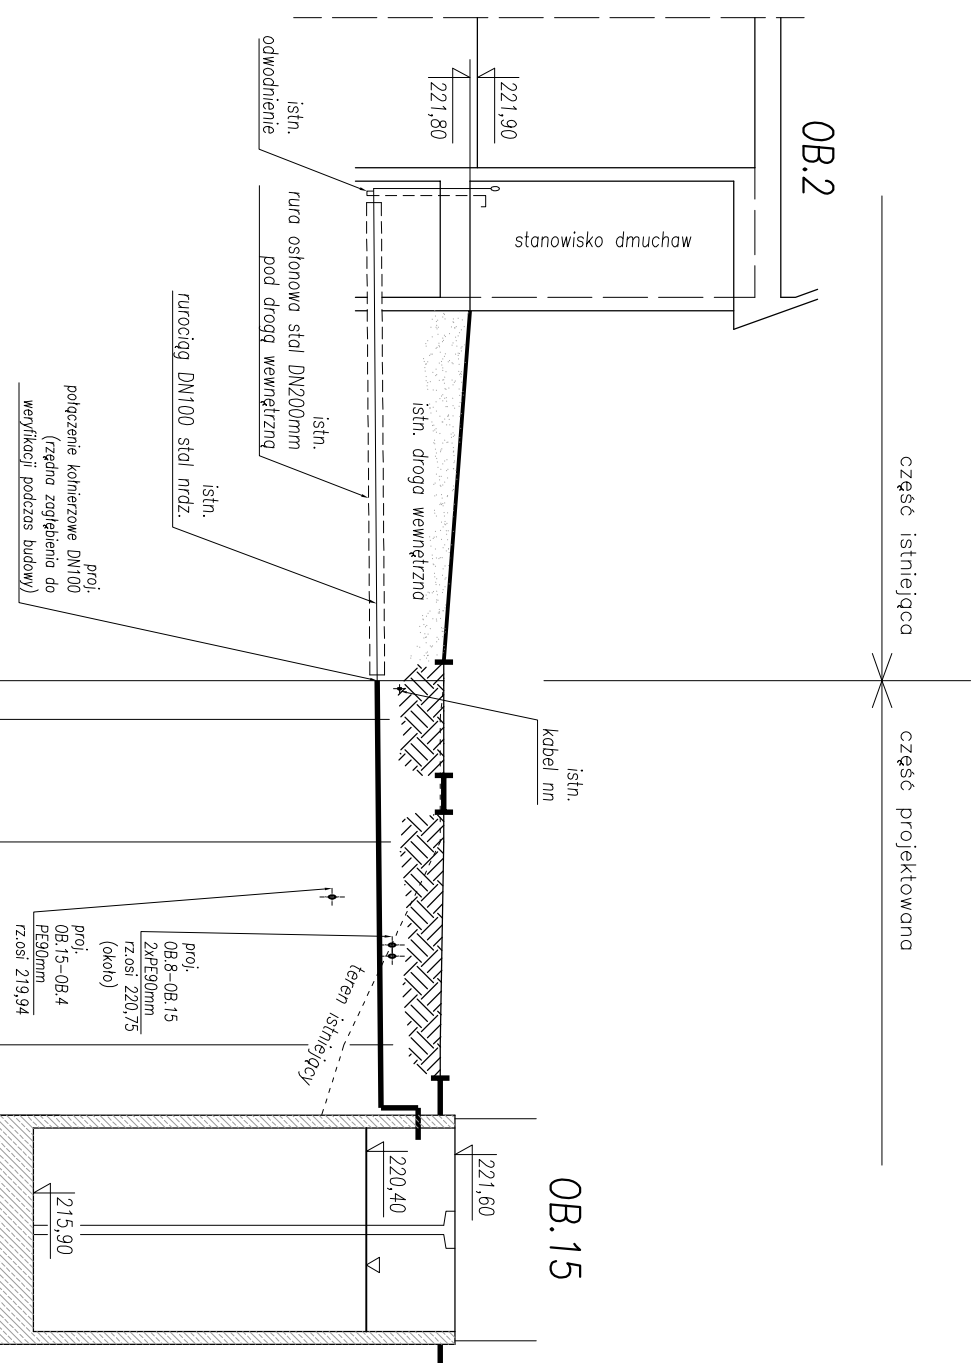 OB.2
221,90
221,80
stanowisko dmuchaw
istn.
odwodnienie
istn.
rura osłonowa stal DN200mm
pod drogą wewnętrzną
istn.
rurociąg DN100 stal nrdz.
proj.
połączenie kołnierzowe DN100
(rzędna zagłębienia do
weryfikacji podczas budowy)
istn. droga wewnętrzna
część istniejąca
część projektowana
istn.
kabel nn
proj.
OB.8-OB.15
2xPE90mm
rz.osi 220,75
(około)
proj.
OB.15-OB.4
PE90mm
rz.osi 219,94
teren istniejący
OB.15
221,60
220,40
215,90